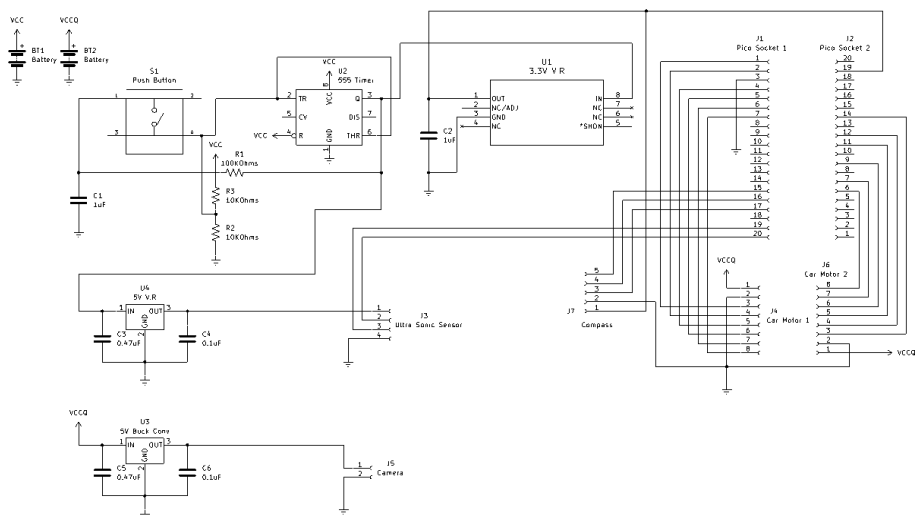 VCC
VCCQ
BT1
Battery
BT2
Battery
S1
Push Button
1
2
3
4
VCC
U2
555 Timer
2
TR
8
VCC
Q
3
5
CV
DIS
7
VCC
4
R
GND
1
THR
6
VCC
R1
100KOhms
R3
10KOhms
R2
10KOhms
C1
1uF
U1
3.3V V R
1
OUT
IN
8
2
NC/ADJ
NC
7
3
GND
NC
6
4
NC
*SHDN
5
C2
1uF
J1
Pico Socket 1
1
2
3
4
5
6
7
8
9
10
11
12
13
14
15
16
17
18
19
20
J2
Pico Socket 2
20
19
18
17
16
15
14
13
12
11
10
9
8
7
6
5
4
3
2
1
U4
5V V.R
1
IN
OUT
3
GND
2
C3
0.47uF
C4
0.1uF
1
2
3
4
J3
Ultra Sonic Sensor
5
4
3
2
1
J7
Compass
VCCQ
1
2
3
4
5
6
7
8
J4
Car Motor 1
J6
Car Motor 2
8
7
6
5
4
3
2
1
VCCQ
VCCQ
U3
5V Buck Conv
1
IN
OUT
3
GND
2
C5
0.47uF
C6
0.1uF
1
2
J5
Camera